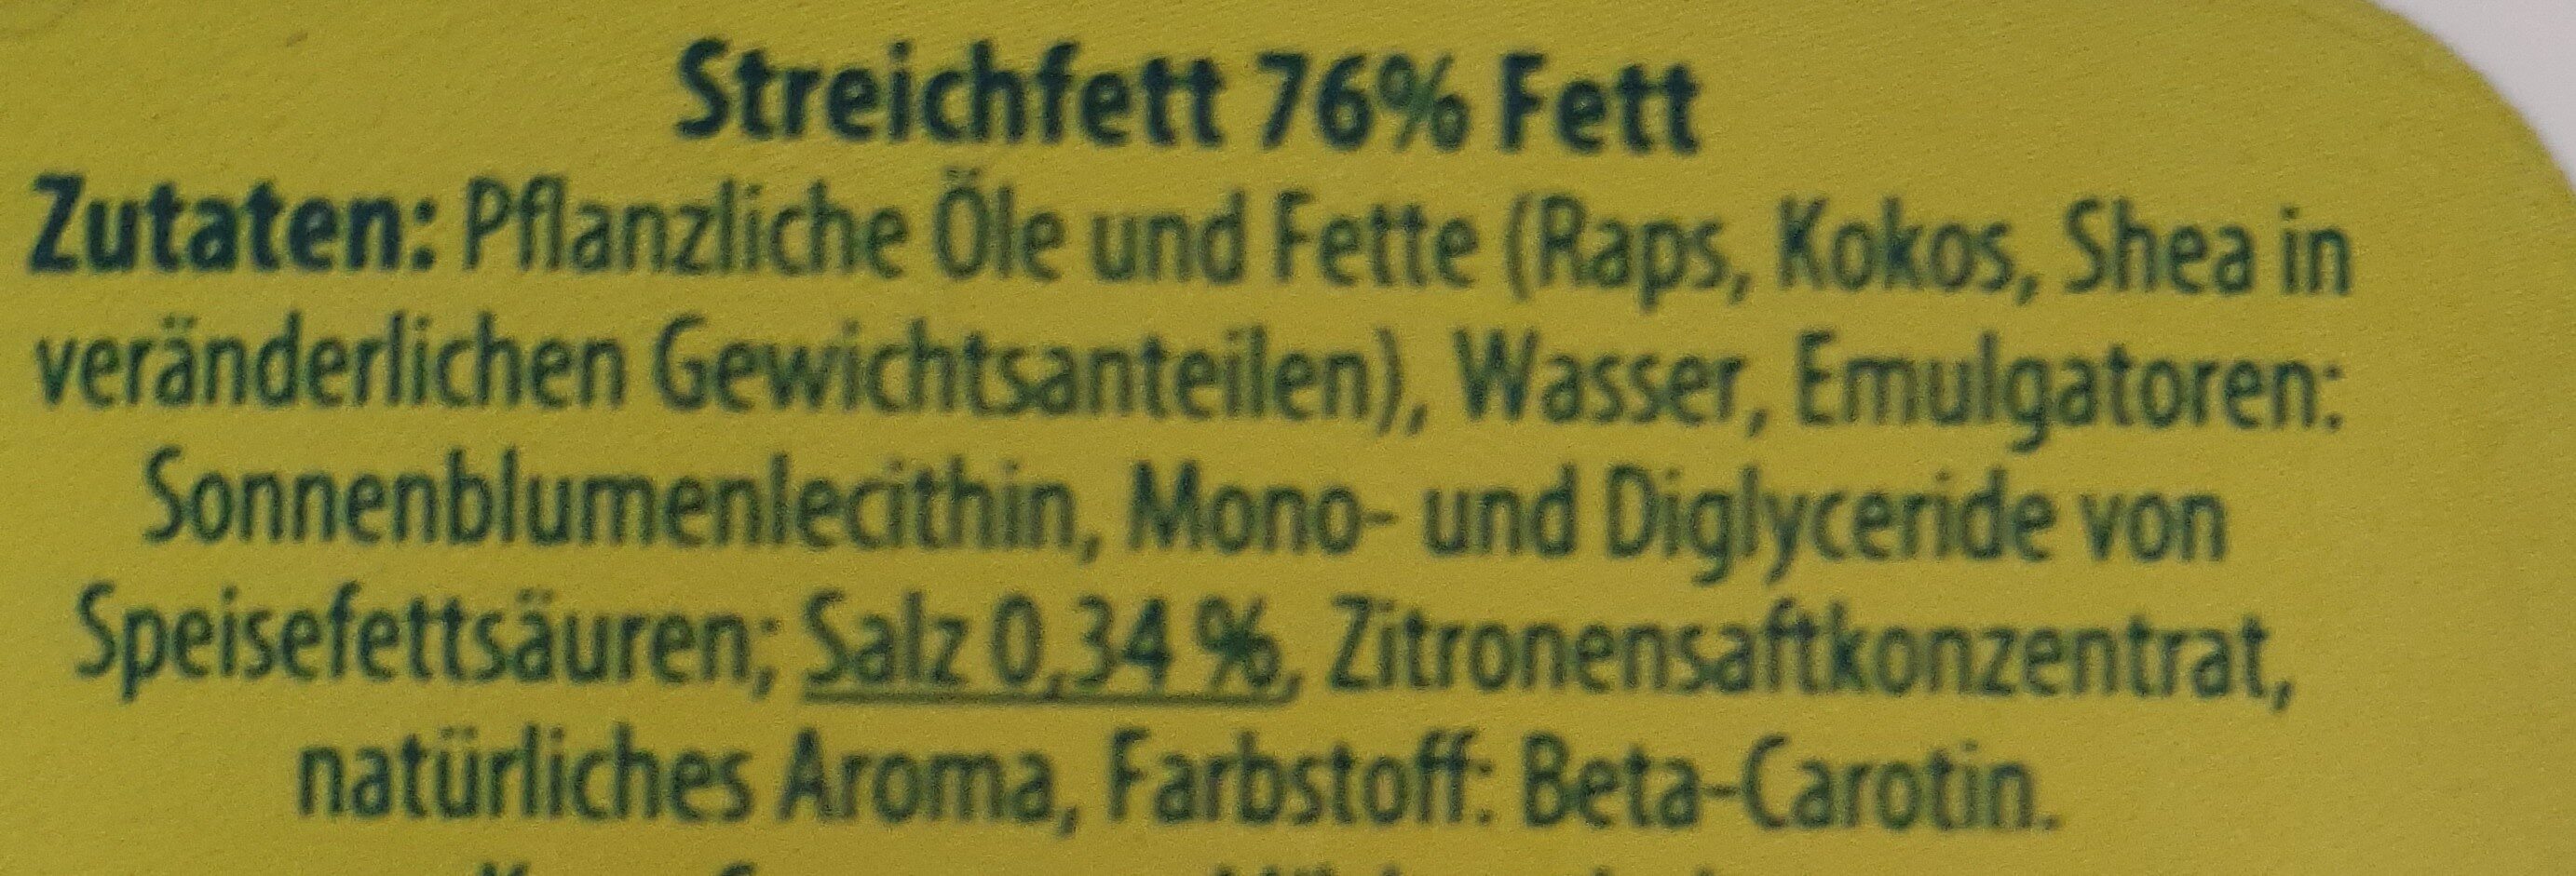 Streichfett 76% Fett
Zutaten: Pflanzliche Öle und Fette (Raps, Kokos, Shea in
veränderlichen Gewichtsanteilen), Wasser, Emulgatoren:
Sonnenblumenlecithin, Mono- und Diglyceride von
Speisefettsäuren; Salz 0,34 %, Zitronensaftkonzentrat,
natürliches Aroma, Farbstoff: Beta-Carotin.